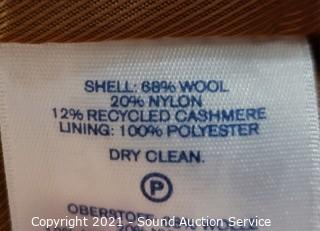 SHELL: 68% WOOL
20% NYLON
12% RECYCLED CASHMERE
LINING: 100% POLYESTER
DRY CLEAN.
P
Copyright 2021 - Sound Auction Service